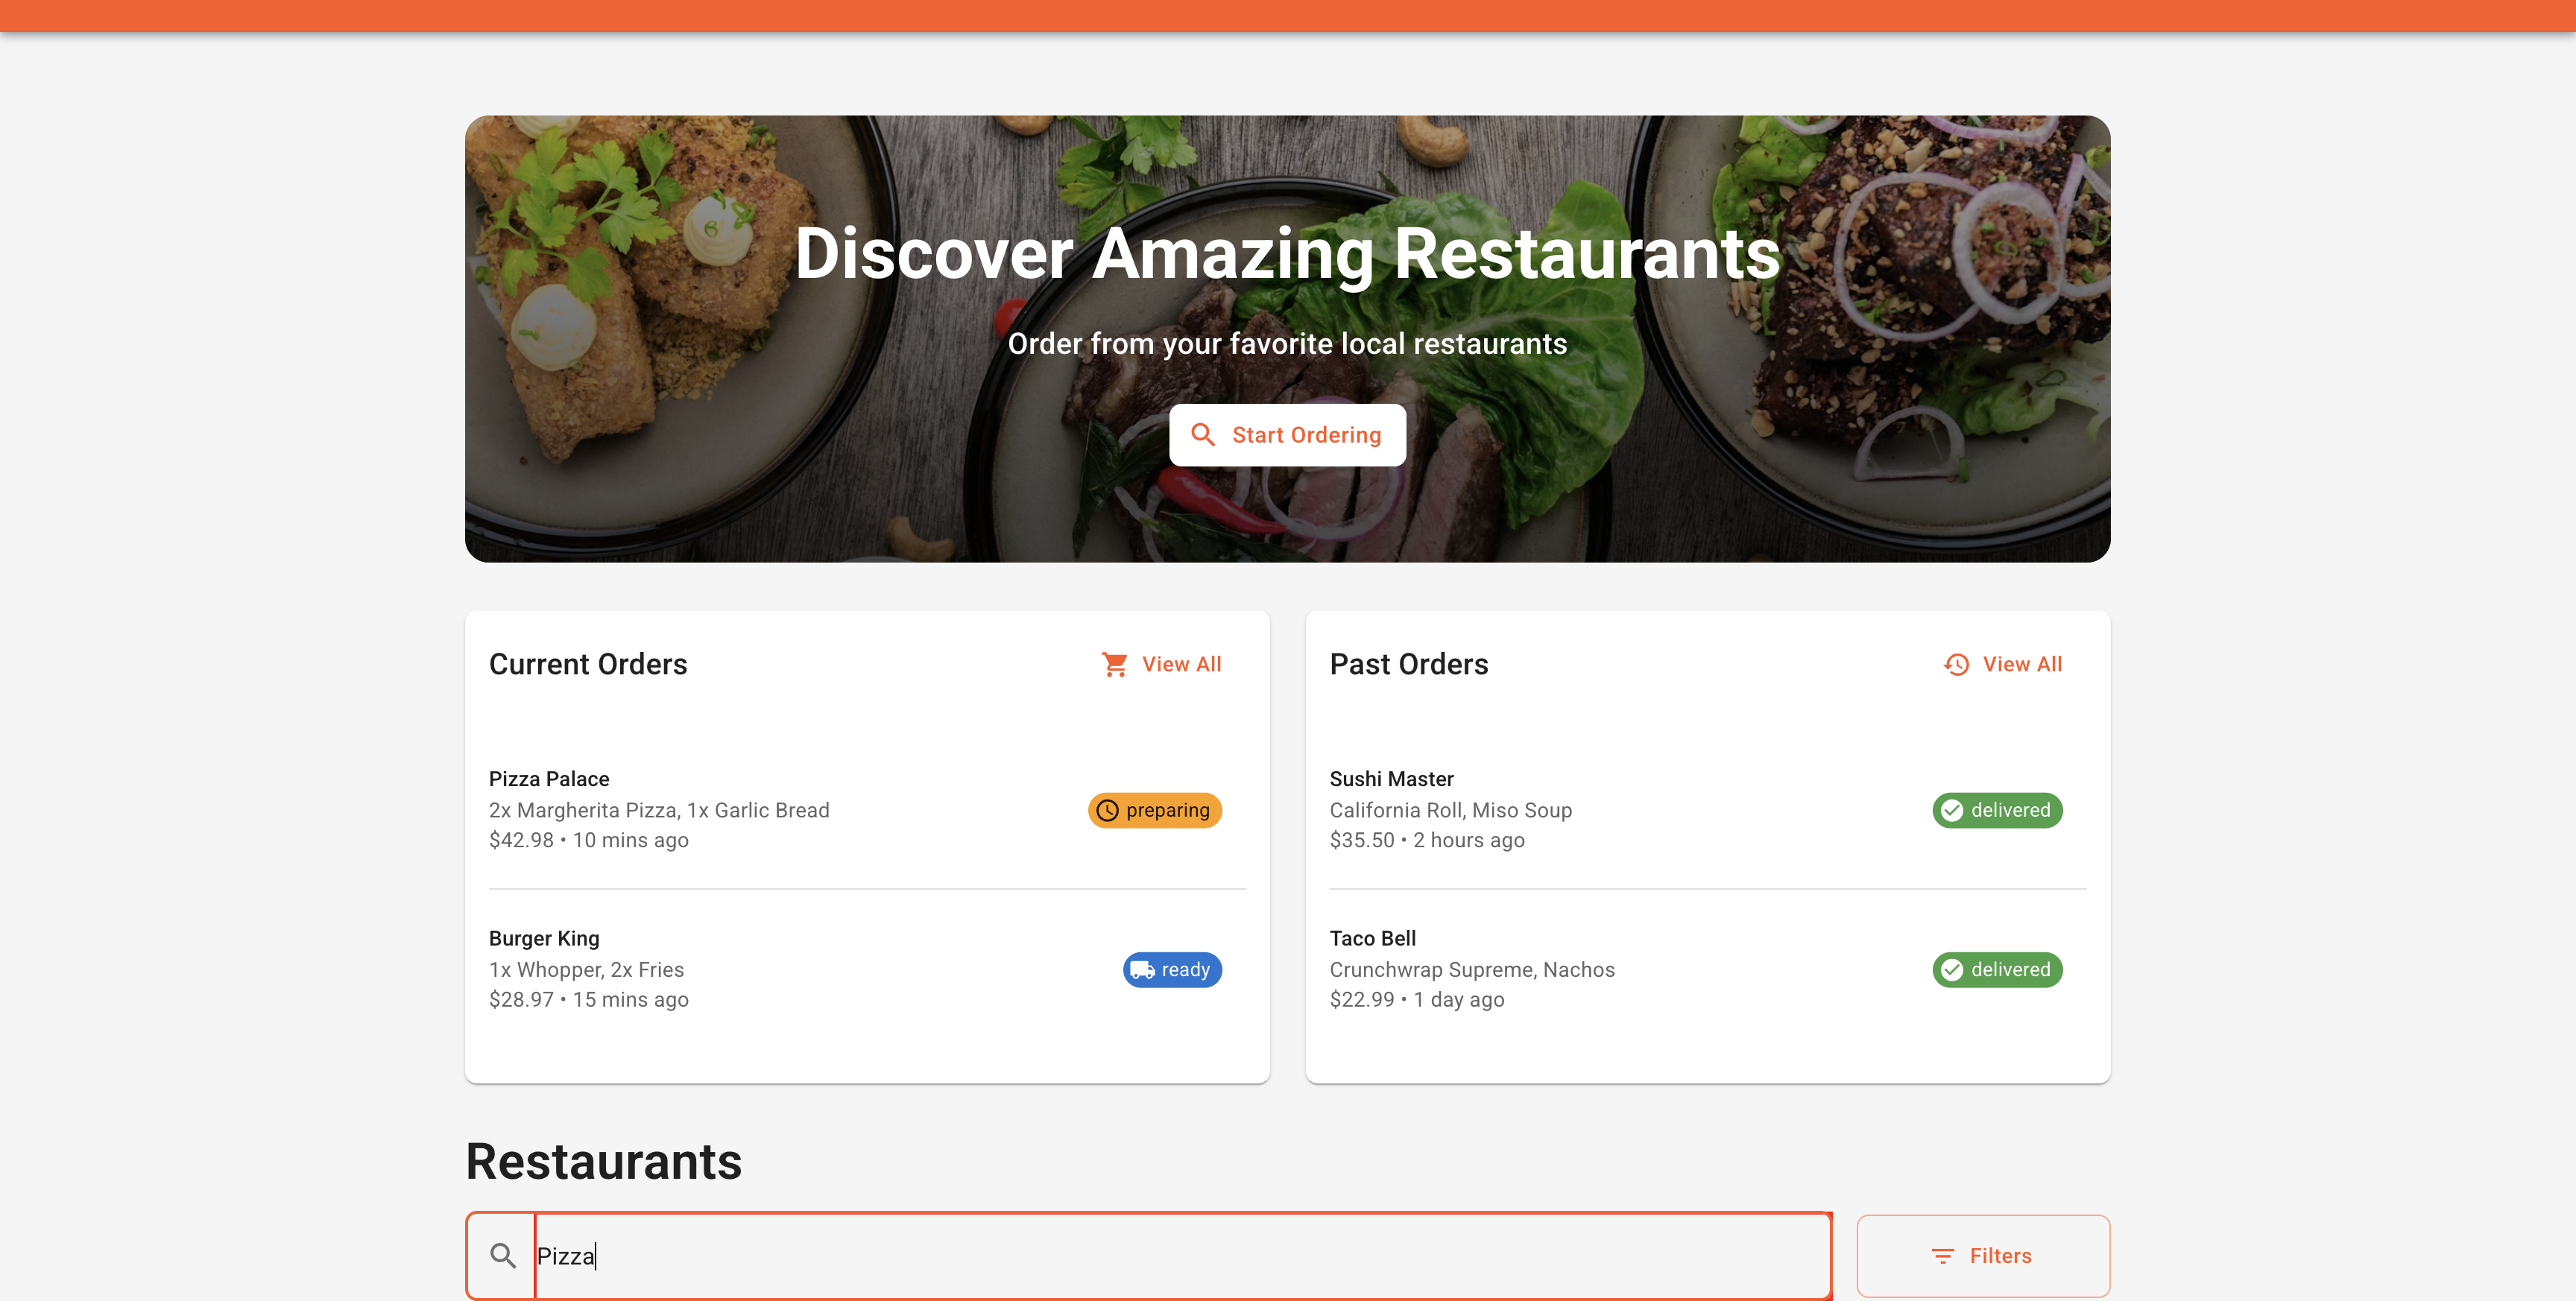 Discover Amazing Restaurants
Order from your favorite local restaurants
Start Ordering
Current Orders
View All
Pizza Palace
2x Margherita Pizza, 1x Garlic Bread
$42.98 • 10 mins ago
preparing
Burger King
1x Whopper, 2x Fries
$28.97 • 15 mins ago
ready
Past Orders
View All
Sushi Master
California Roll, Miso Soup
$35.50 • 2 hours ago
delivered
Taco Bell
Crunchwrap Supreme, Nachos
$22.99 • 1 day ago
delivered
Restaurants
Pizza
Filters